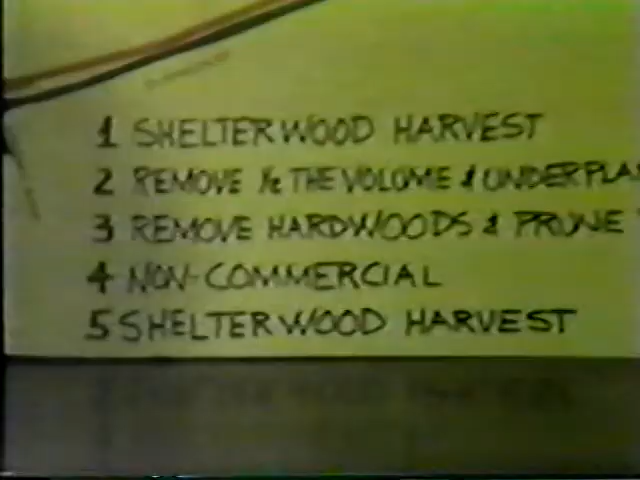 1 SHELTERWOOD HARVEST
2 REMOVE 1/2 THE VOLUME & UNDERPLA
3 REMOVE HARDWOODS & PRUNE
4 NON-COMMERCIAL
5 SHELTERWOOD HARVEST